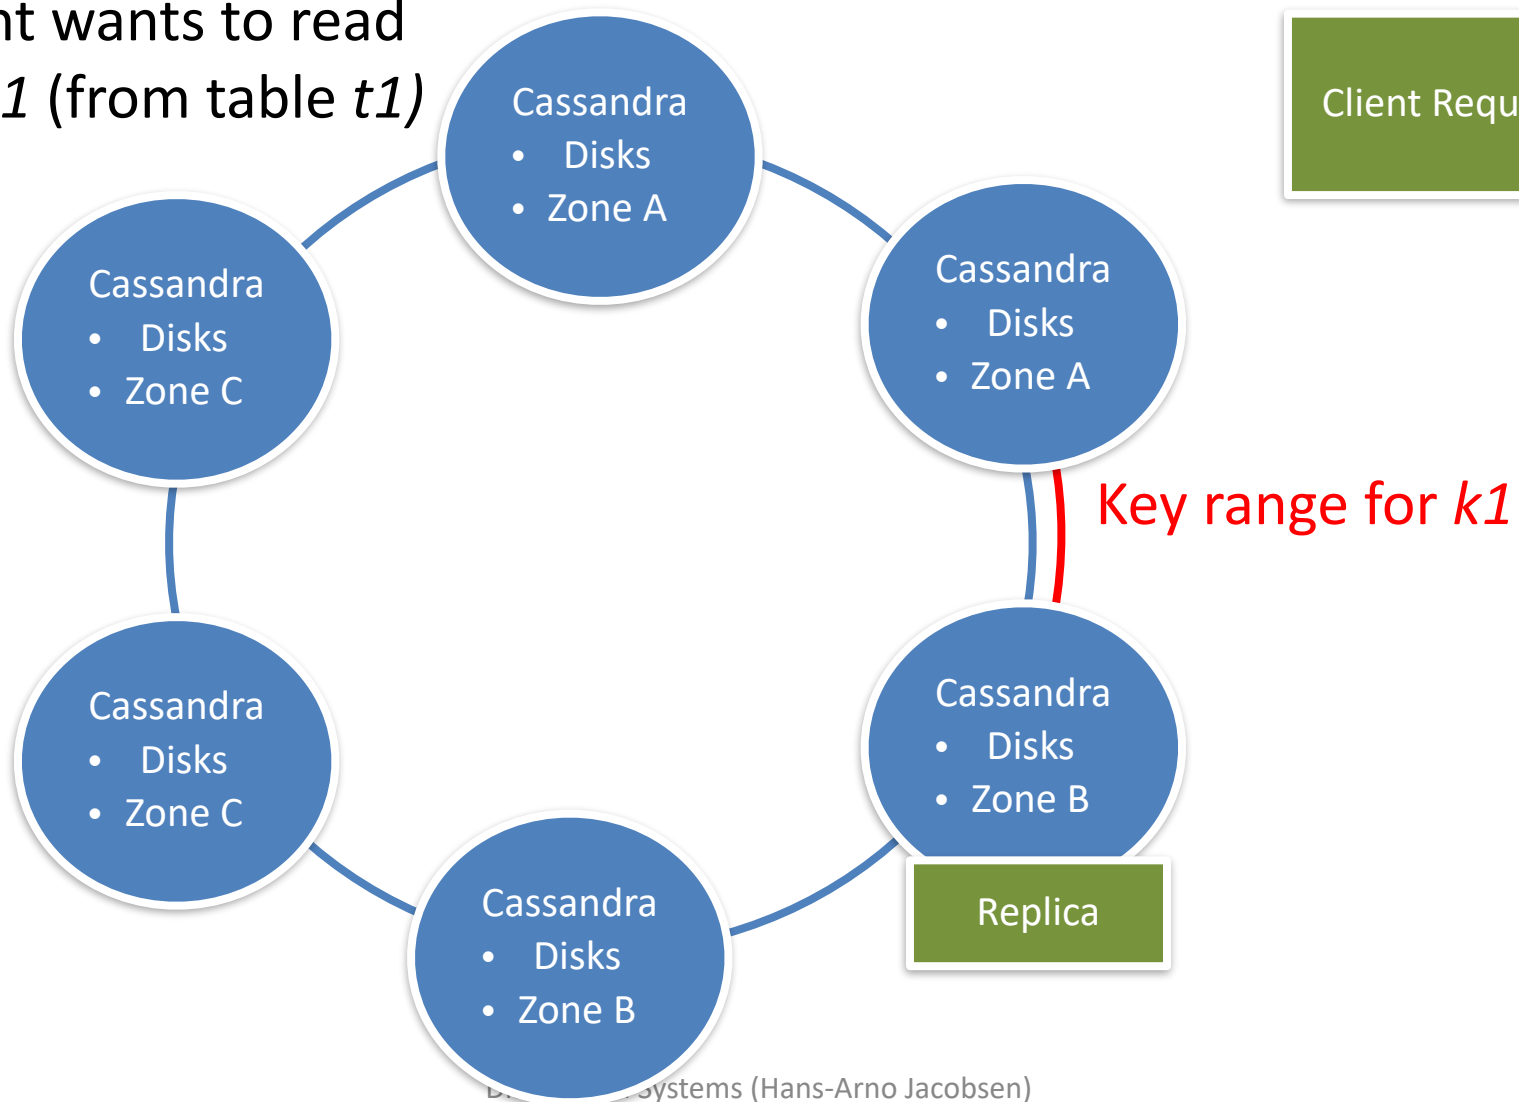 nt wants to read
1 (from table t1)
Client Requ
Cassandra
• Disks
• Zone A
Cassandra
• Disks
• Zone A
Cassandra
• Disks
• Zone C
Key range for k1
Cassandra
• Disks
• Zone B
Replica
Cassandra
• Disks
• Zone C
Cassandra
• Disks
• Zone B
Systems (Hans-Arno Jacobsen)